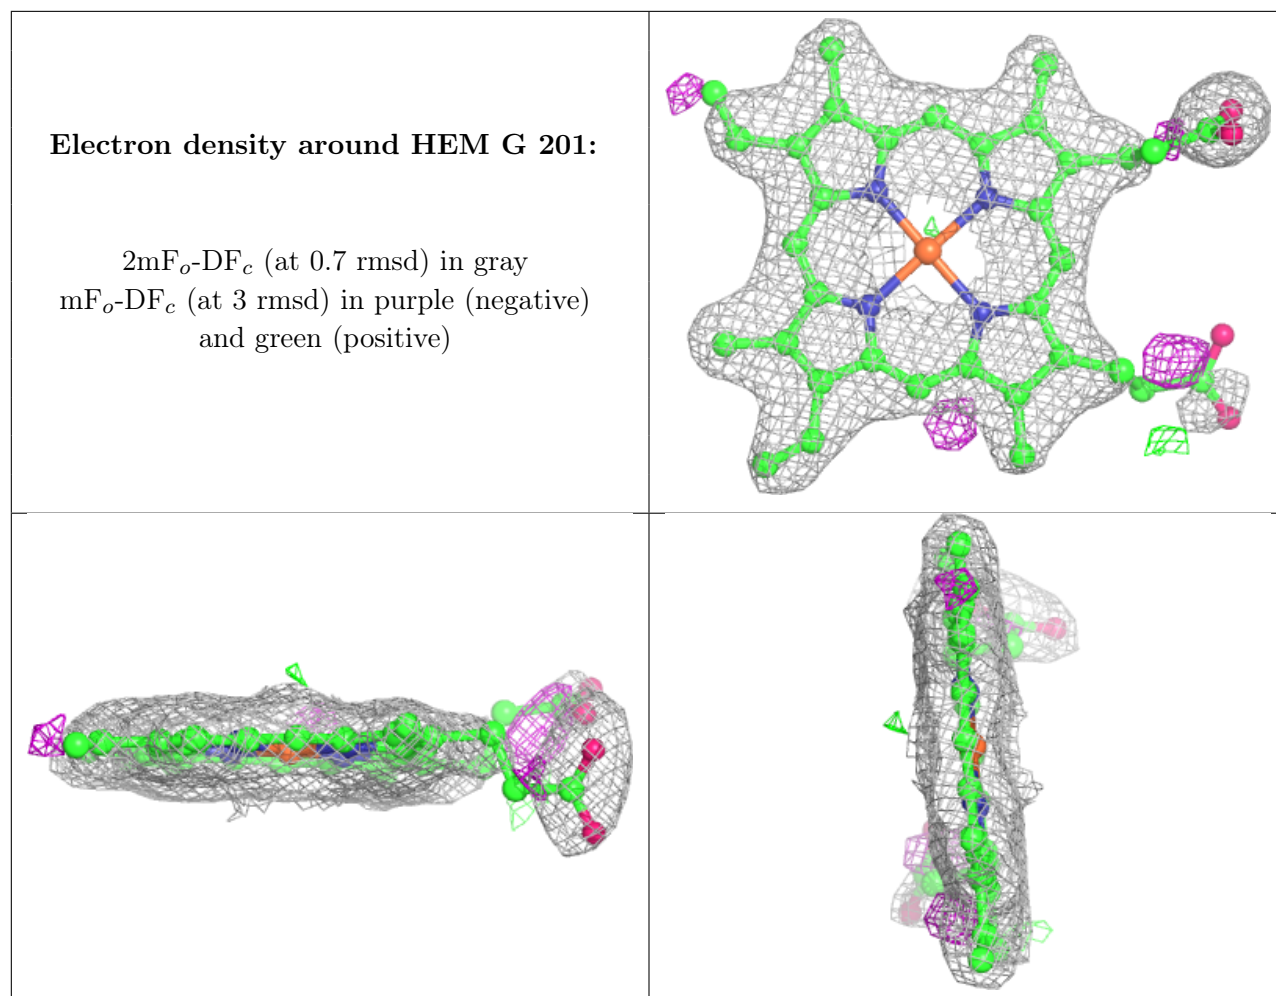 Electron density around HEM G 201:
2mFo-DFc (at 0.7 rmsd) in gray
mFo-DFc (at 3 rmsd) in purple (negative)
and green (positive)